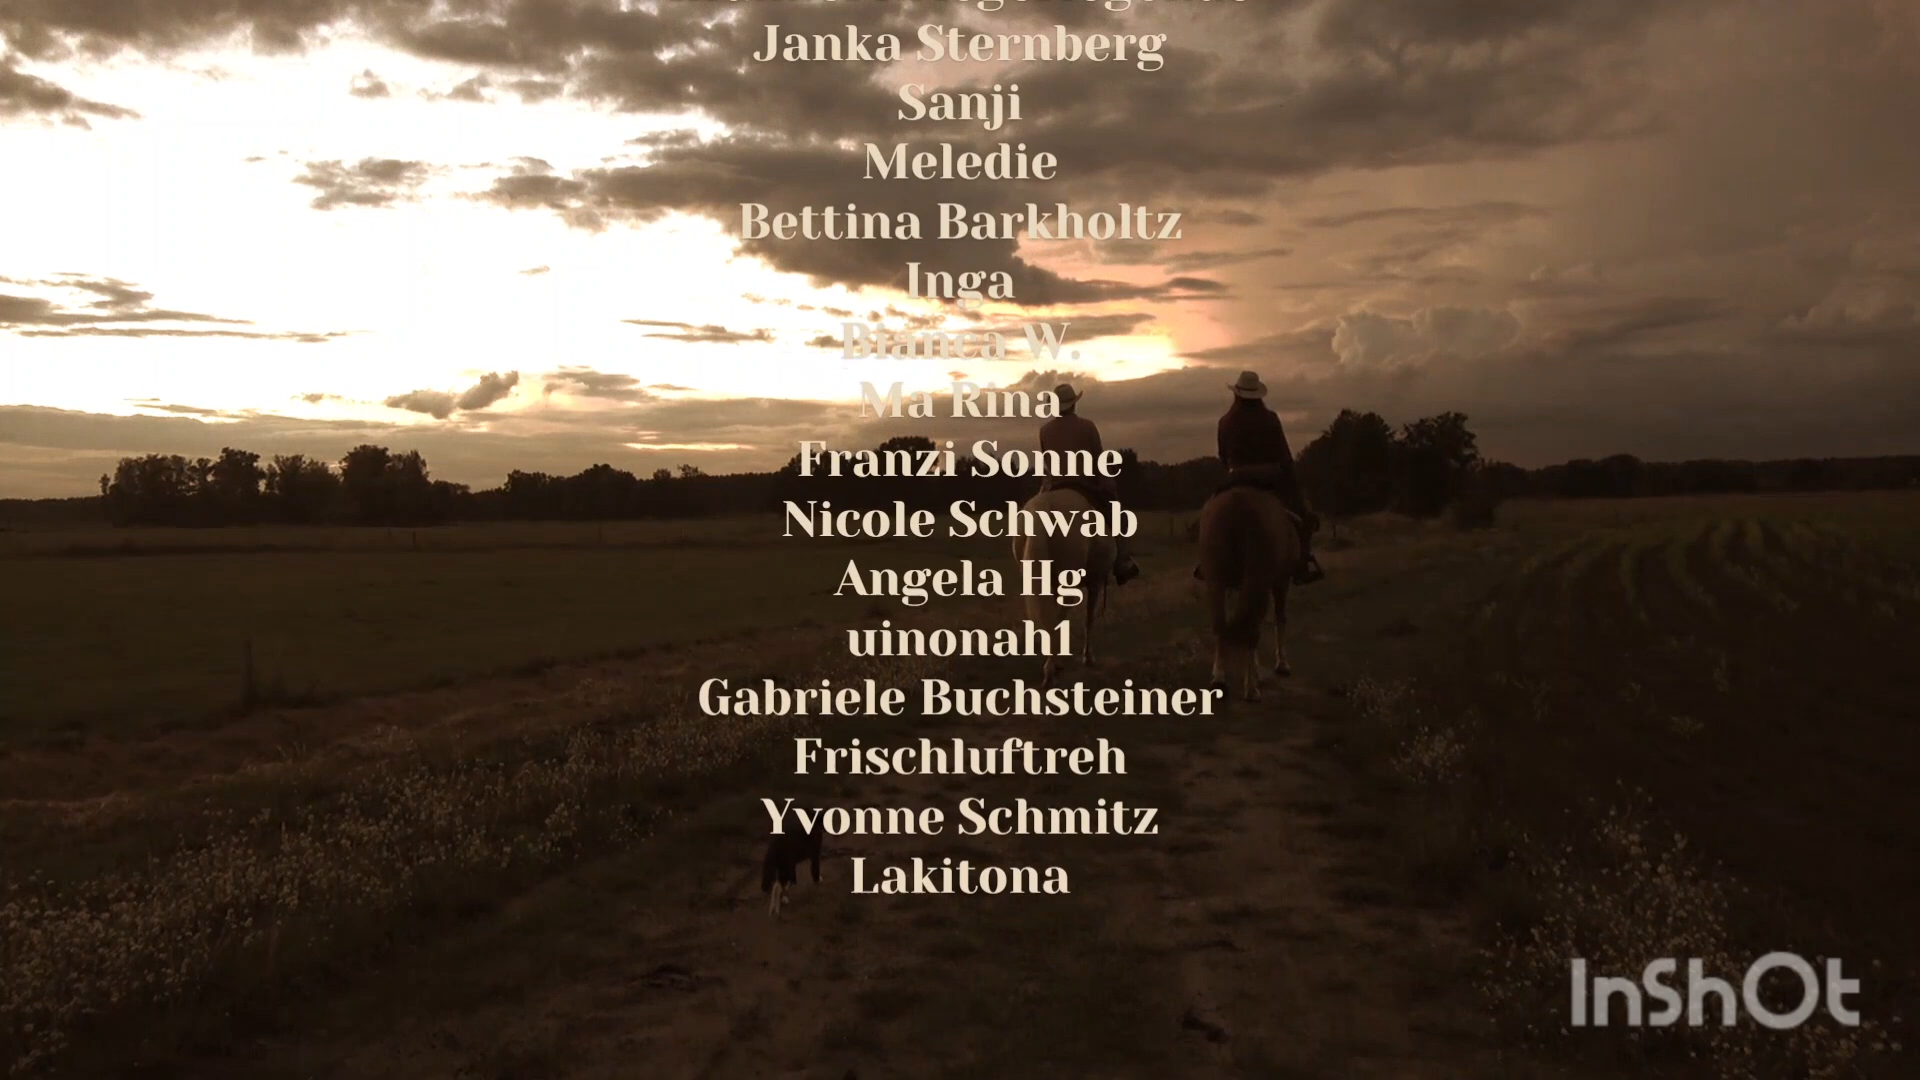 Janka Sternberg
Sanji
Meledie
Bettina Barkholtz
Inga
Bianca W.
Ma Rina
Franzi Sonne
Nicole Schwab
Angela Hg
uinonah1
Gabriele Buchsteiner
Frischluftreh
Yvonne Schmitz
Lakitona
InShOt